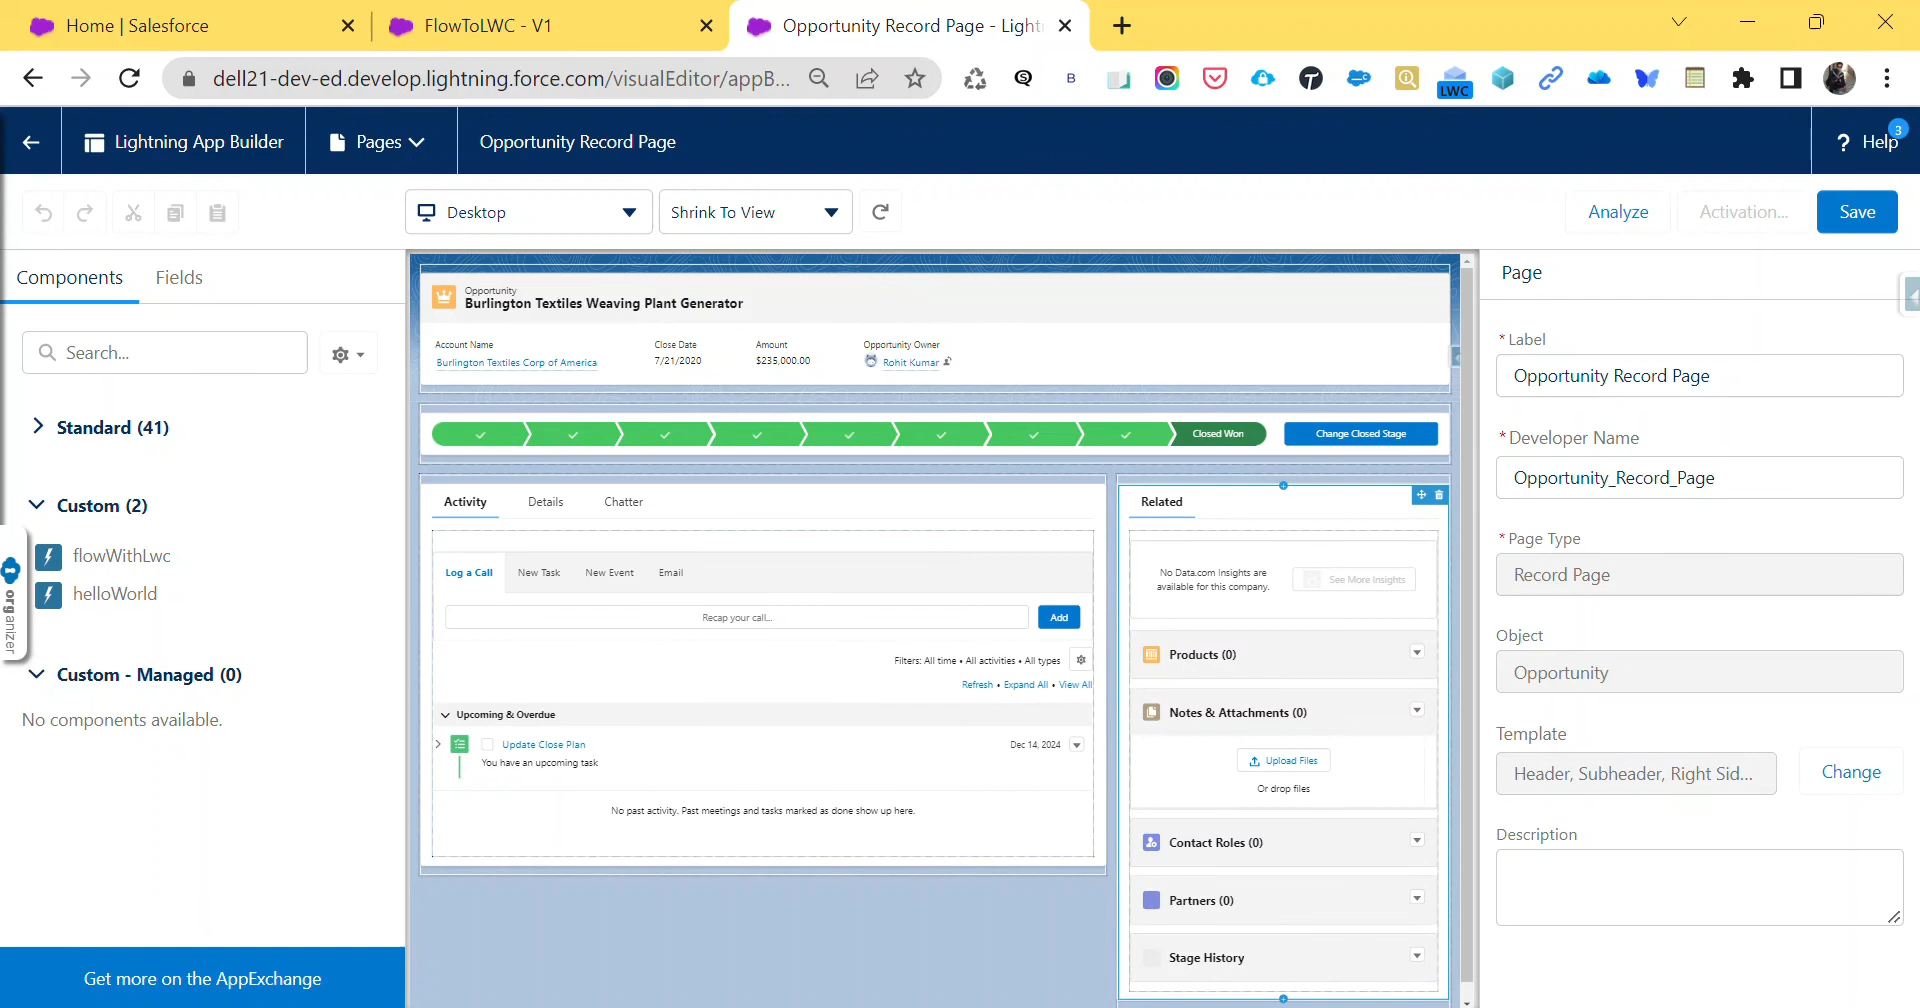 Home | Salesforce
FlowToLWC - V1
Opportunity Record Page - Light
dell21-dev-ed.develop.lightning.force.com/visualEditor/appB...
B
LWC
Lightning App Builder
Pages
Opportunity Record Page
? Help
3
Desktop
Shrink To View
Analyze
Activation...
Save
Components
Fields
Search...
Standard (41)
Custom (2)
flowWithLwc
helloWorld
Custom - Managed (0)
No components available.
organizer
Get more on the AppExchange
Opportunity
Burlington Textiles Weaving Plant Generator
Account Name
Burlington Textiles Corp of America
Close Date
7/21/2020
Amount
$235,000.00
Opportunity Owner
Rohit Kumar
Closed Won
Change Closed Stage
Activity
Details
Chatter
Log a Call
New Task
New Event
Email
Recap your call...
Add
Filters: All time • All activities • All types
Refresh • Expand All • View All
Upcoming & Overdue
Update Close Plan
Dec 14, 2024
You have an upcoming task
No past activity. Past meetings and tasks marked as done show up here.
Related
No Data.com Insights are
available for this company.
See More Insights
Products (0)
Notes & Attachments (0)
Upload Files
Or drop files
Contact Roles (0)
Partners (0)
Stage History
Page
*Label
Opportunity Record Page
*Developer Name
Opportunity_Record_Page
*Page Type
Record Page
Object
Opportunity
Template
Header, Subheader, Right Sid...
Change
Description